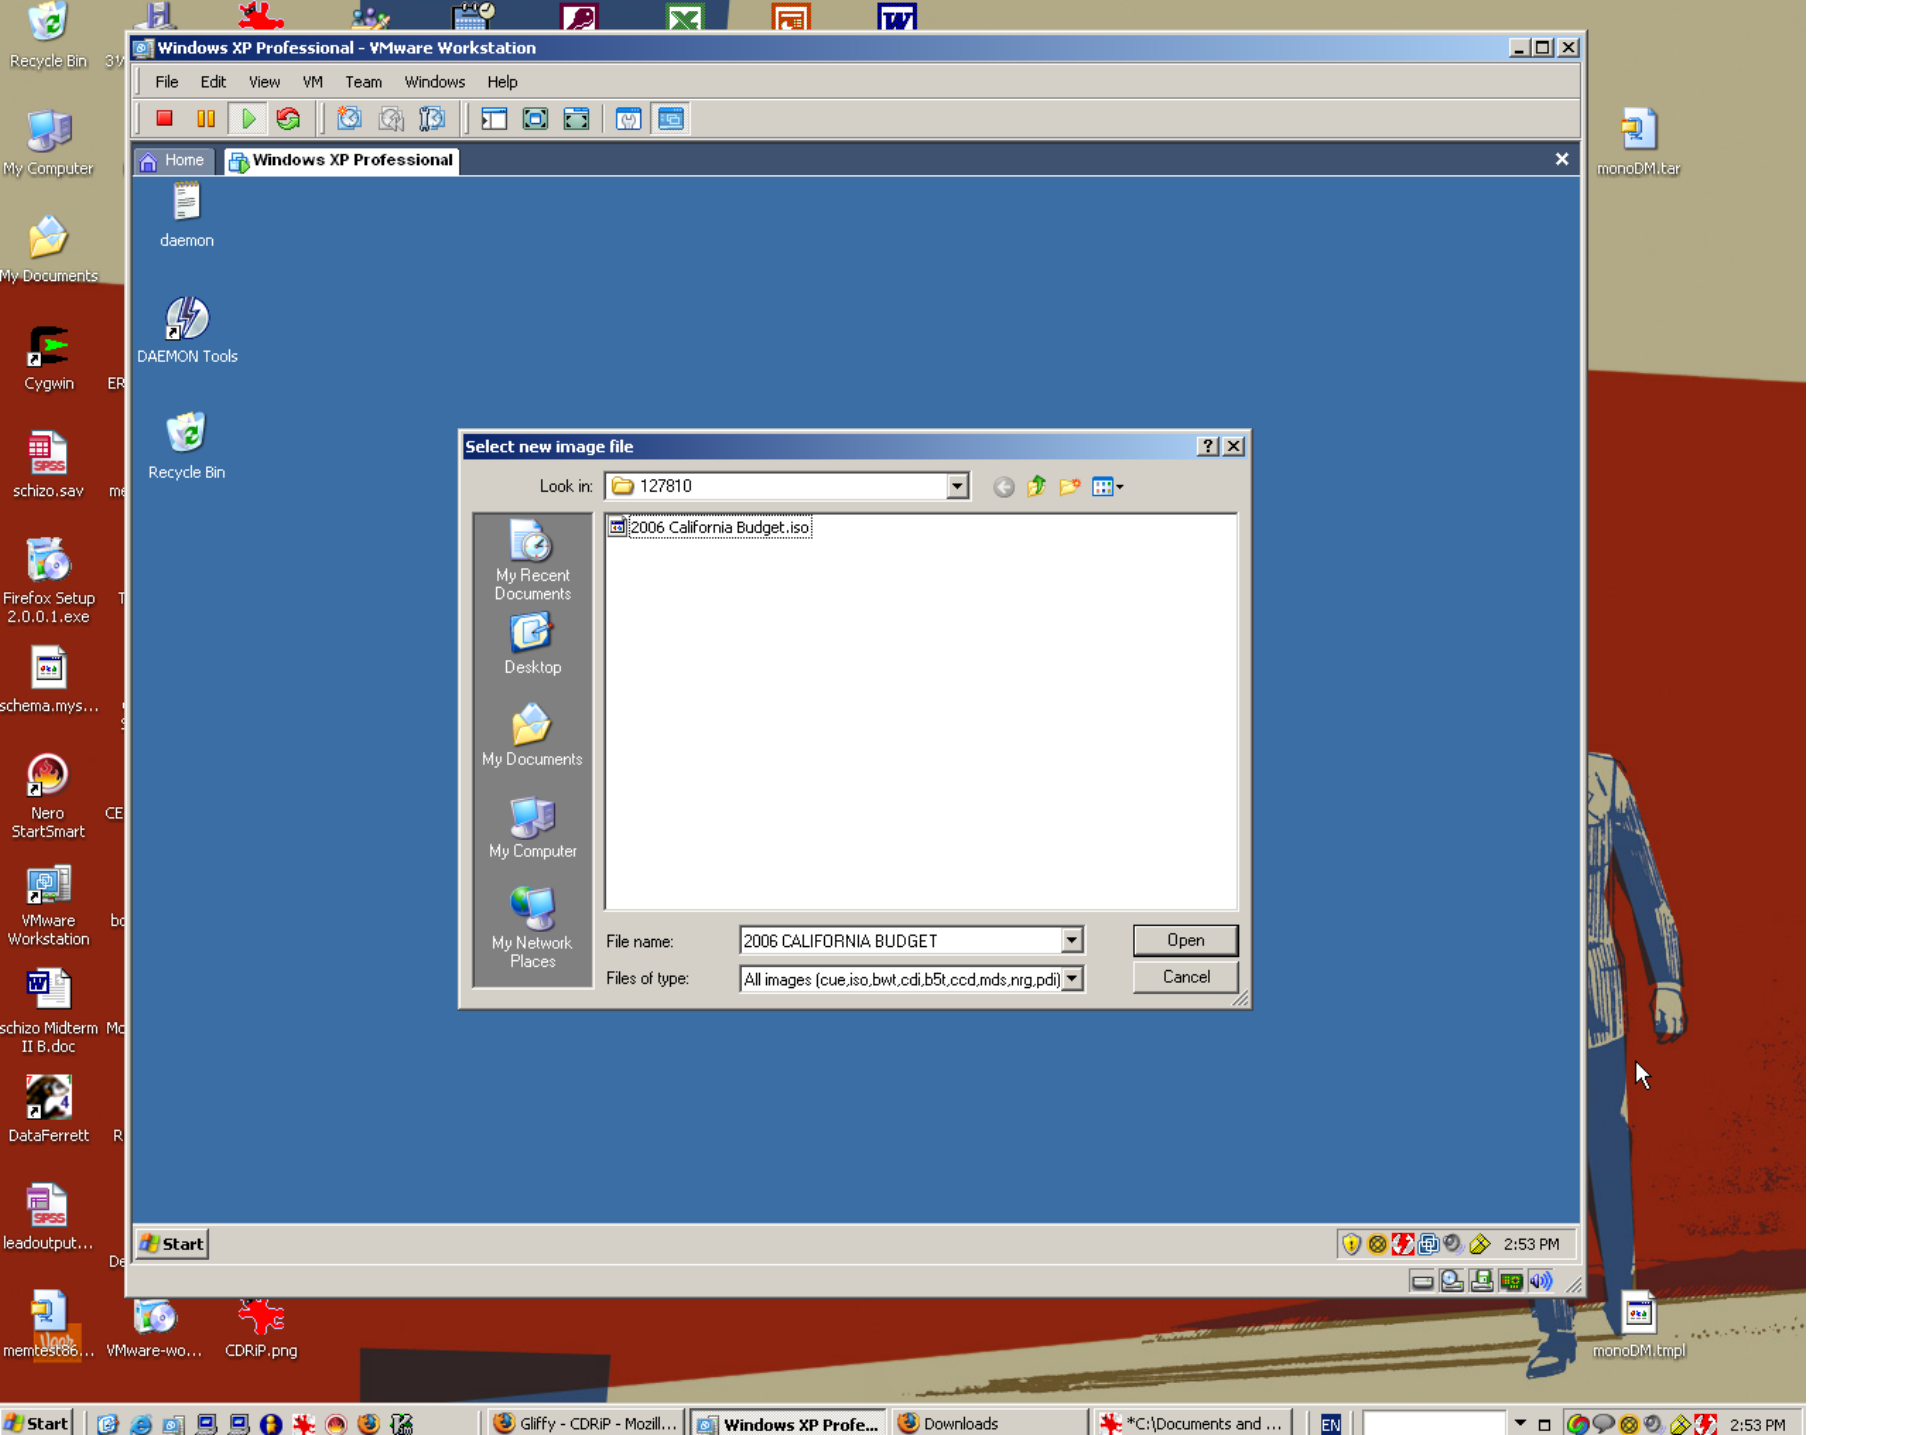 Recycle Bin
My Computer
My Documents
Cygwin
schizo.sav
Firefox Setup
2.0.0.1.exe
schema.mys...
Nero
StartSmart
VMware
Workstation
schizo Midterm
II B.doc
DataFerrett
leadoutput...
memtest86...
VMware-wo...
CDRiP.png
monoDM.tar
monoDM.tmpl
Windows XP Professional - VMware Workstation
File Edit View VM Team Windows Help
Home Windows XP Professional
daemon
DAEMON Tools
Recycle Bin
Select new image file
Look in: 127810
2006 California Budget.iso
My Recent
Documents
Desktop
My Documents
My Computer
My Network
Places
File name: 2006 CALIFORNIA BUDGET Open
Files of type: All images (cue,iso,bwt,cdi,b5t,ccd,mds,nrg,pdi) Cancel
Start 2:53 PM
Start Gliffy - CDRiP - Mozill... Windows XP Profe... Downloads *C:\Documents and ... EN 2:53 PM